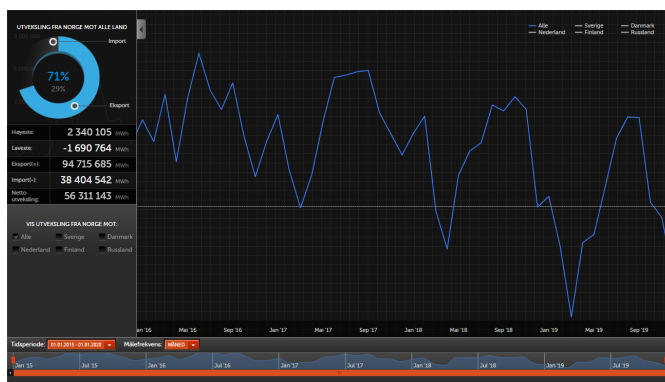 UTVEKSLING FRA NORGE MOT ALLE LAND
Import
71%
29%
Eksport
Høyeste: 2 340 105 MWh
Laveste: -1 690 764 MWh
Eksport(+): 94 715 685 MWh
Import(-): 38 404 542 MWh
Netto utveksling: 56 311 143 MWh
VIS UTVEKSLING FRA NORGE MOT:
Alle Sverige Danmark
Nederland Finland Russland
Alle Sverige Danmark
Nederland Finland Russland
Mai '16 Sep '16 Jan '17 Mai '17 Sep '17 Jan '18 Mai '18 Sep '18 Jan '19 Mai '19 Sep '19
Tidsperiode: 01.01.2015 - 01.01.2020 Målefrekvens: MÅNED
Jan '15 Jul '15 Jan '16 Jul '16 Jan '17 Jul '17 Jan '18 Jul '18 Jan '19 Jul '19